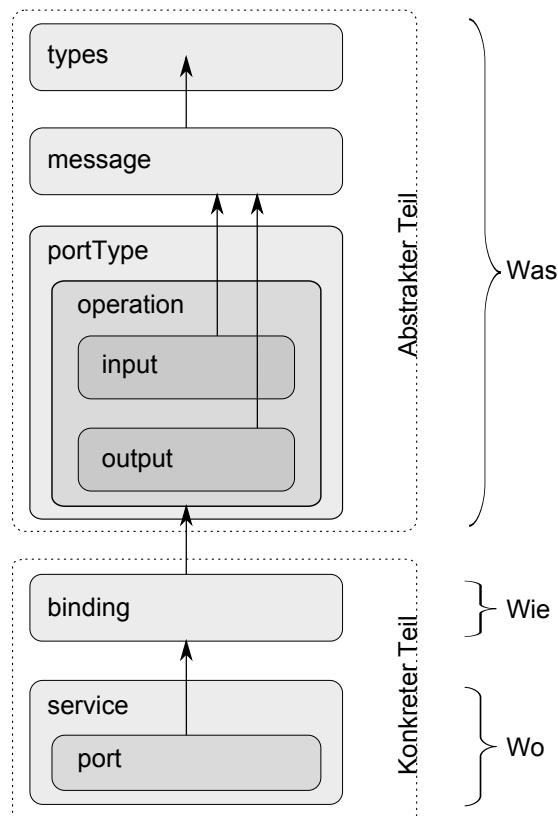 types
message
portType
operation
input
output
Abstrakter Teil
Was
binding
Wie
service
port
Konkreter Teil
Wo